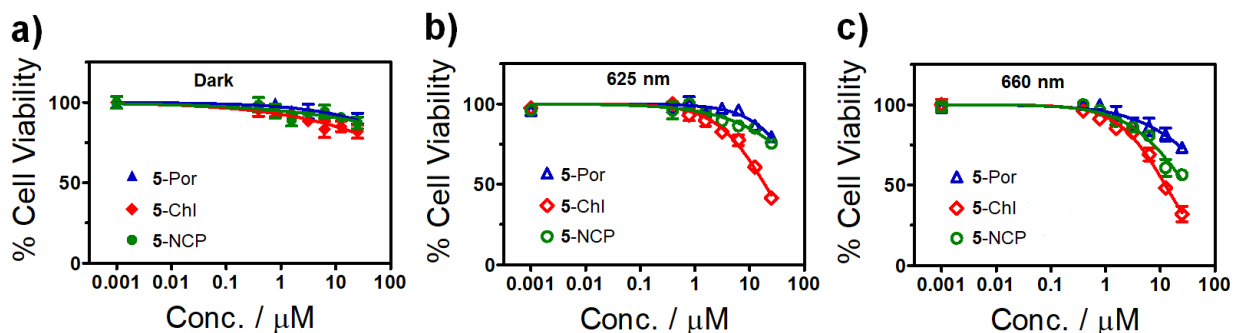 a)
% Cell Viability
100
50
0
Dark
5-Por
5-Chl
5-NCP
0.001 0.01 0.1 1 10 100
Conc. / μM
b)
% Cell Viability
100
50
0
625 nm
5-Por
5-Chl
5-NCP
0.001 0.01 0.1 1 10 100
Conc. / μM
c)
% Cell Viability
100
50
0
660 nm
5-Por
5-Chl
5-NCP
0.001 0.01 0.1 1 10 100
Conc. / μM